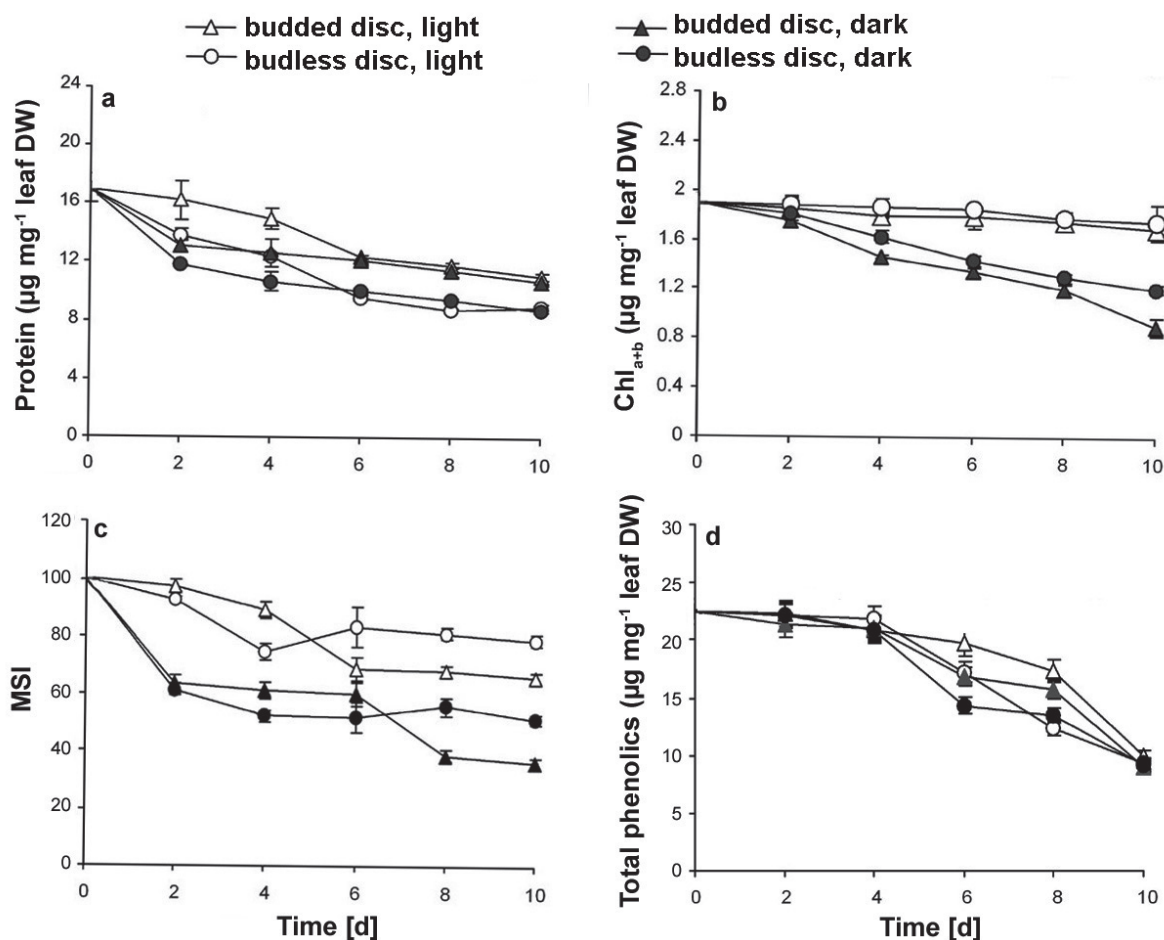 budded disc, light
budless disc, light
budded disc, dark
budless disc, dark
a
24
20
16
12
8
4
0
Protein (µg mg⁻¹ leaf DW)
0 2 4 6 8 10
b
2.8
2.4
2
1.6
1.2
0.8
0.4
0
Chla+b (µg mg⁻¹ leaf DW)
0 2 4 6 8 10
c
120
100
80
60
40
20
0
MSI
0 2 4 6 8 10
Time [d]
d
30
25
20
15
10
5
0
Total phenolics (µg mg⁻¹ leaf DW)
0 2 4 6 8 10
Time [d]